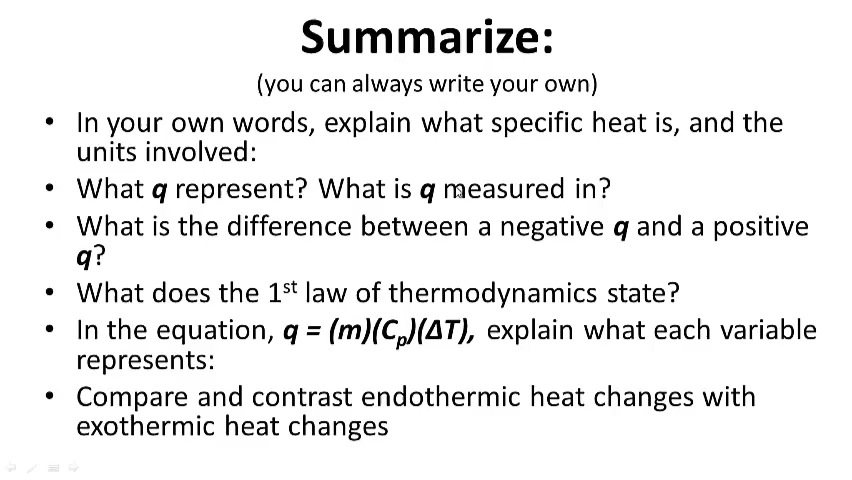 Summarize:
(you can always write your own)
• In your own words, explain what specific heat is, and the
units involved:
• What q represent? What is q measured in?
• What is the difference between a negative q and a positive
q?
• What does the 1st law of thermodynamics state?
• In the equation, q = (m)(Cp)(ΔT), explain what each variable
represents:
• Compare and contrast endothermic heat changes with
exothermic heat changes